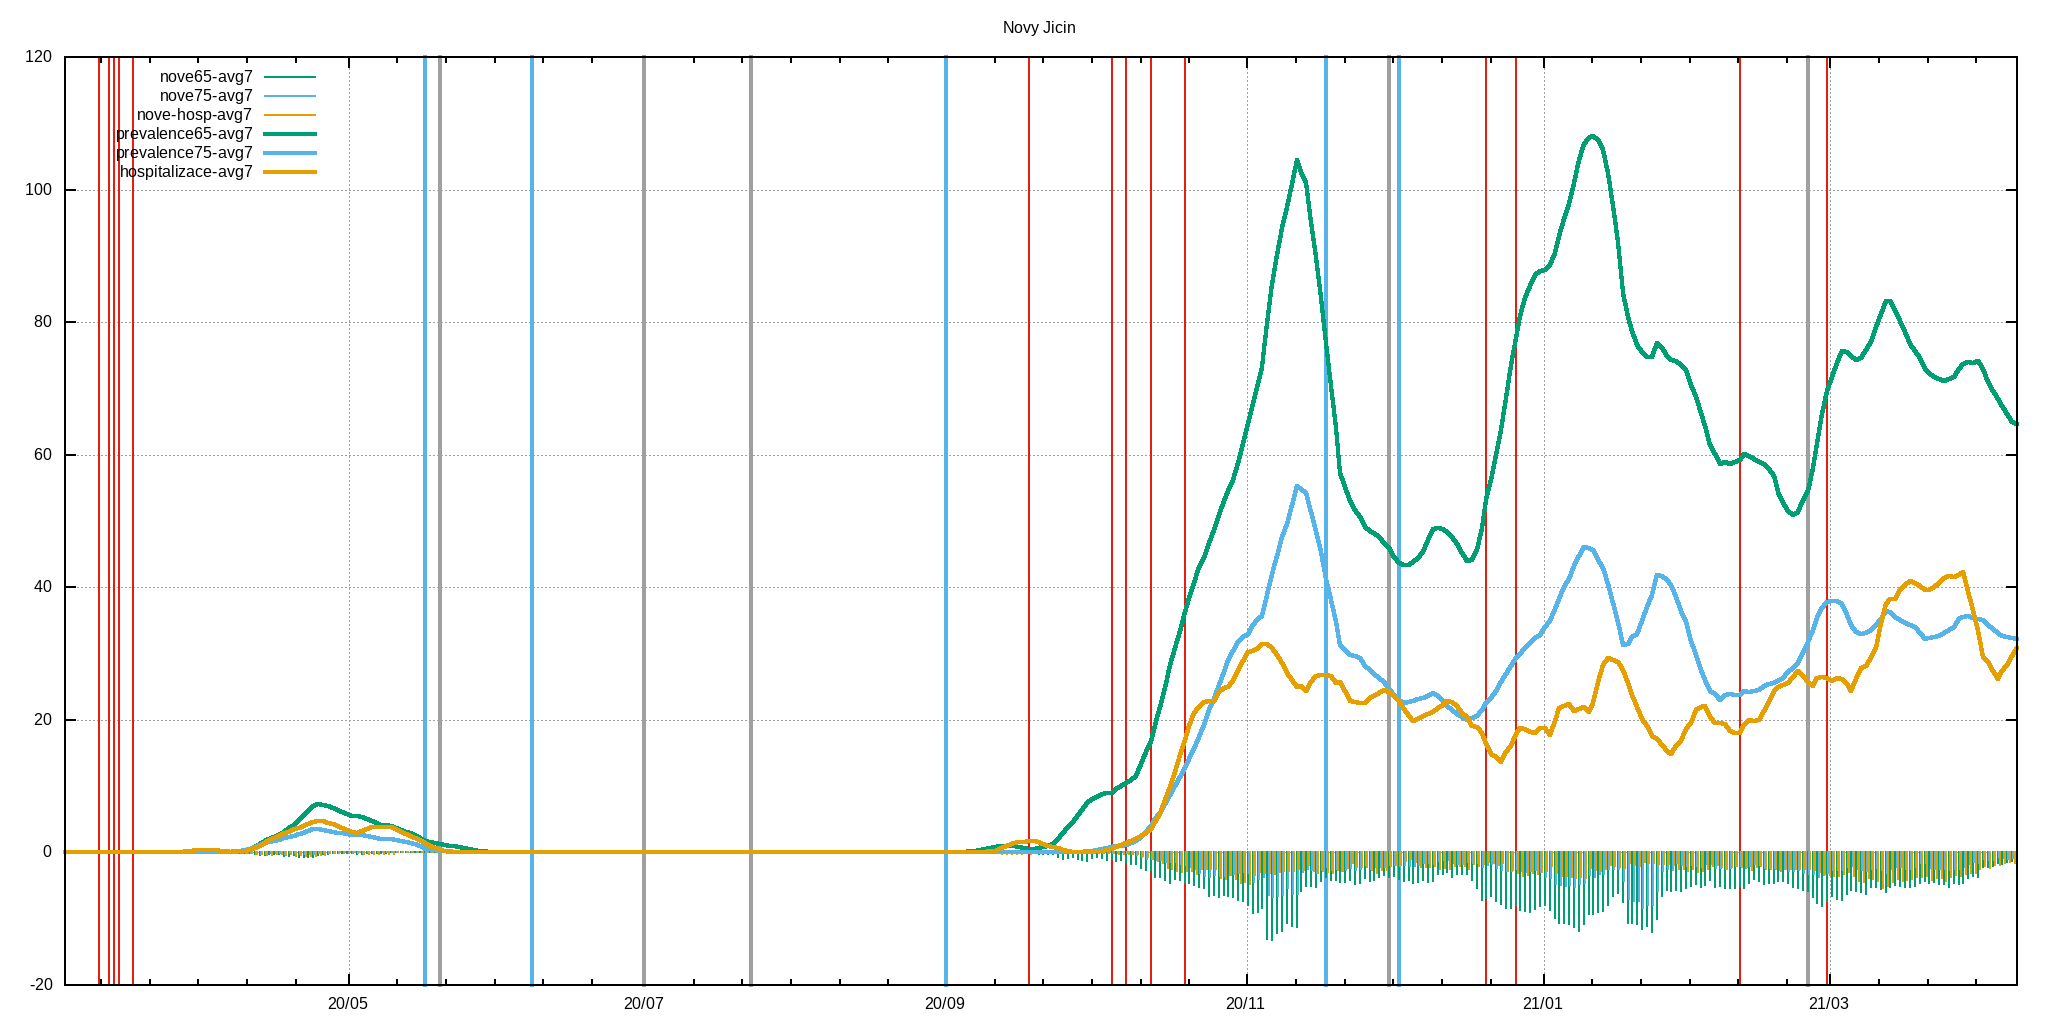 Novy Jicin
120
100
80
60
40
20
0
-20
nove65-avg7
nove75-avg7
nove-hosp-avg7
prevalence65-avg7
prevalence75-avg7
hospitalizace-avg7
20/05
20/07
20/09
20/11
21/01
21/03